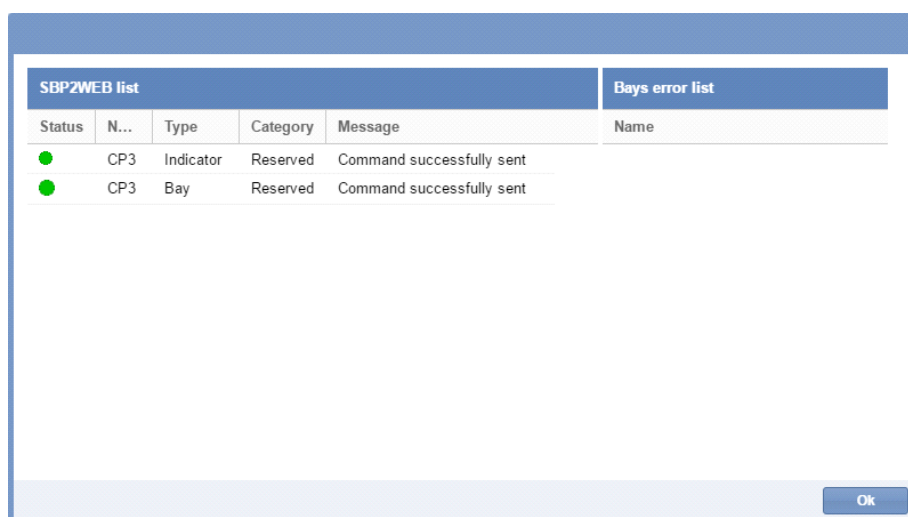 SBP2WEB list
Bays error list
Status N... Type Category Message
Name
CP3 Indicator Reserved Command successfully sent
CP3 Bay Reserved Command successfully sent
Ok